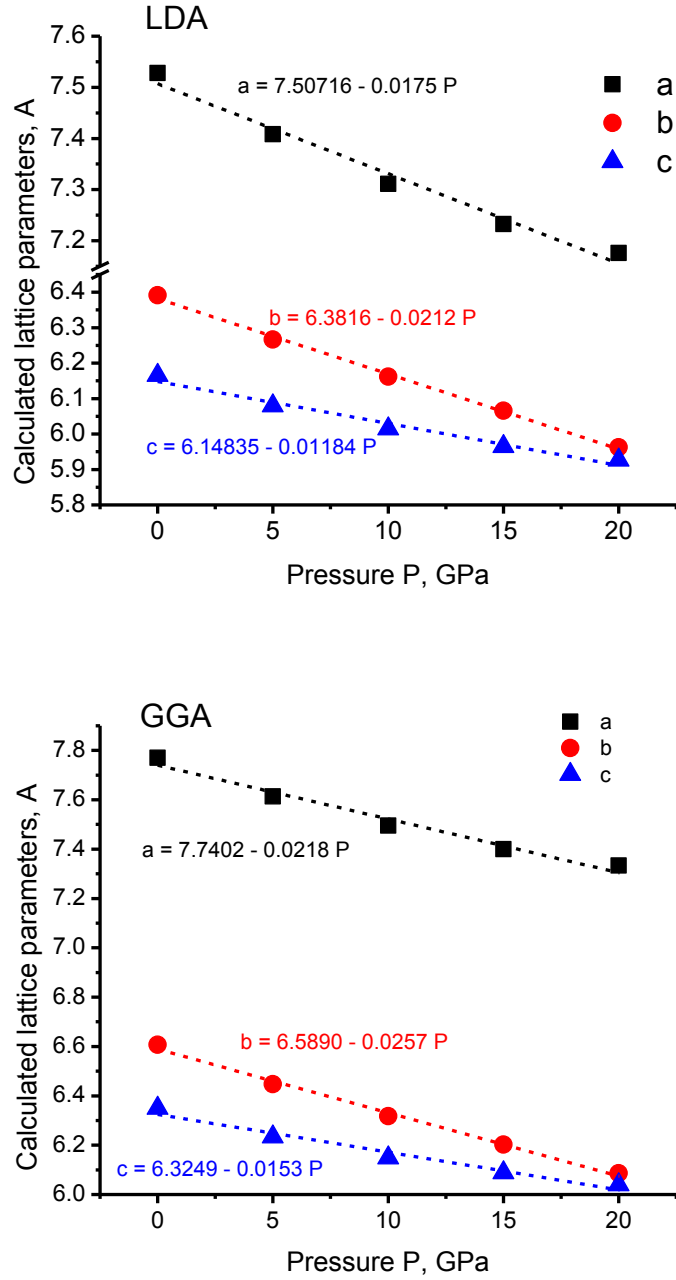 LDA
7.6
7.5
7.4
7.3
7.2
6.4
6.3
6.2
6.1
6.0
5.9
5.8
Calculated lattice parameters, A
a = 7.50716 - 0.0175 P
b = 6.3816 - 0.0212 P
c = 6.14835 - 0.01184 P
a
b
c
0 5 10 15 20
Pressure P, GPa
GGA
7.8
7.6
7.4
7.2
7.0
6.8
6.6
6.4
6.2
6.0
Calculated lattice parameters, A
a = 7.7402 - 0.0218 P
b = 6.5890 - 0.0257 P
c = 6.3249 - 0.0153 P
a
b
c
0 5 10 15 20
Pressure P, GPa